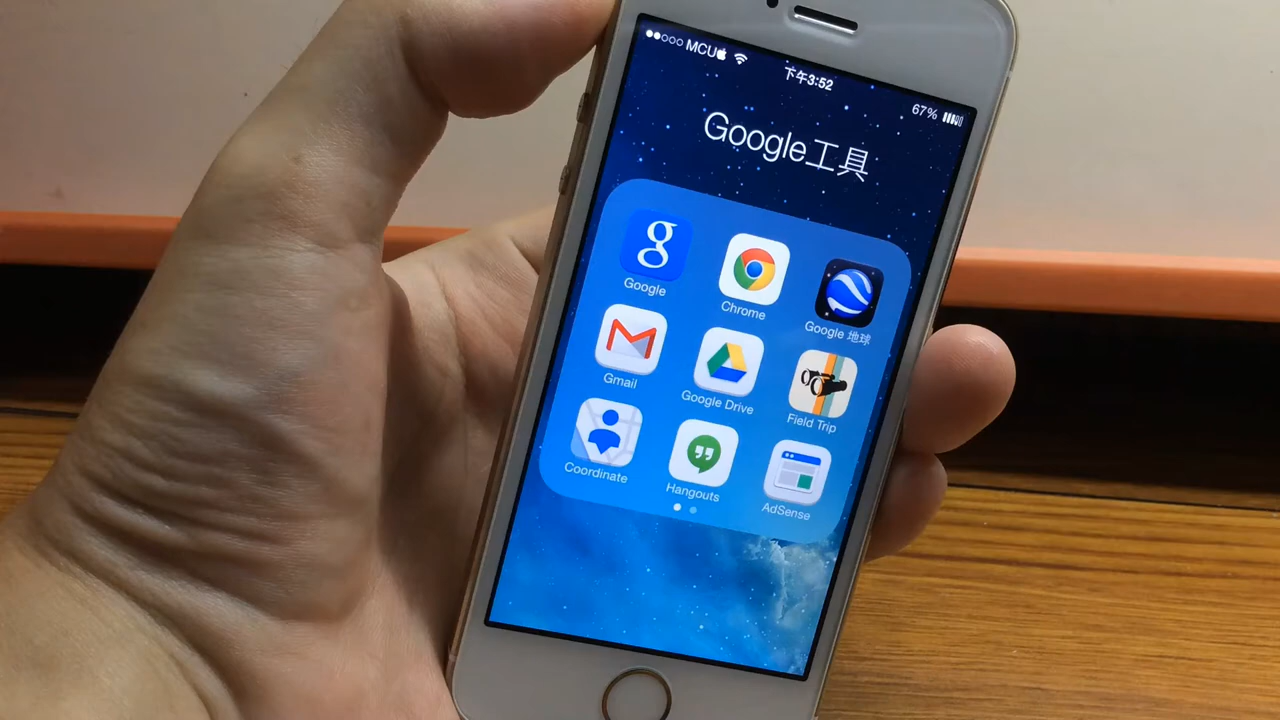 MCU
下午3:52
67%
Google工具
g
Google
Chrome
Google 地球
Gmail
Google Drive
Field Trip
Coordinate
Hangouts
AdSense